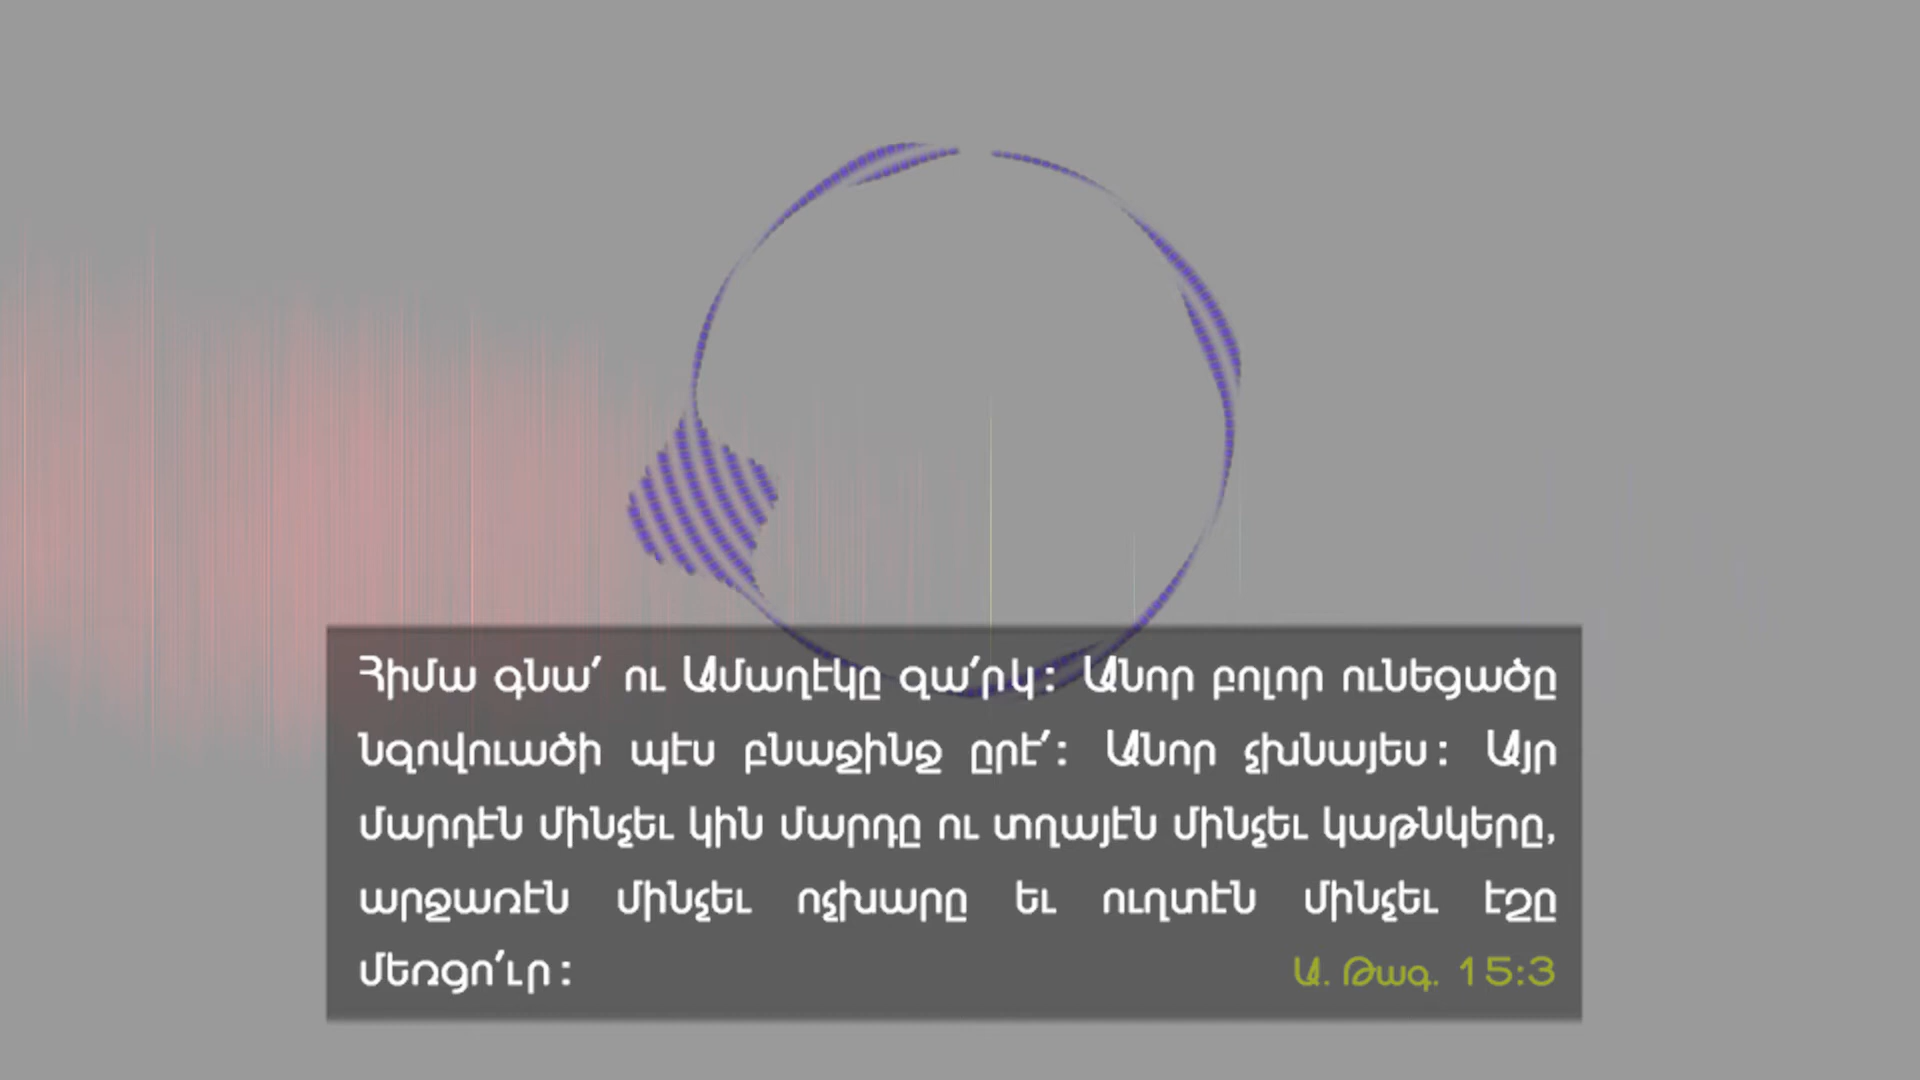 Հիմա գնա՛ ու Ամաղէկը զա՛րկ։ Անոր բոլոր ունեցածը
նզովուածի պէս բնաջինջ ըրէ՛։ Անոր չխնայես։ Այր
մարդէն մինչեւ կին մարդը ու տղայէն մինչեւ կաթնկերը,
արջառէն մինչեւ ոչխարը եւ ուղտէն մինչեւ էշը
մեռցո՛ւր։ Ա. Թագ. 15:3